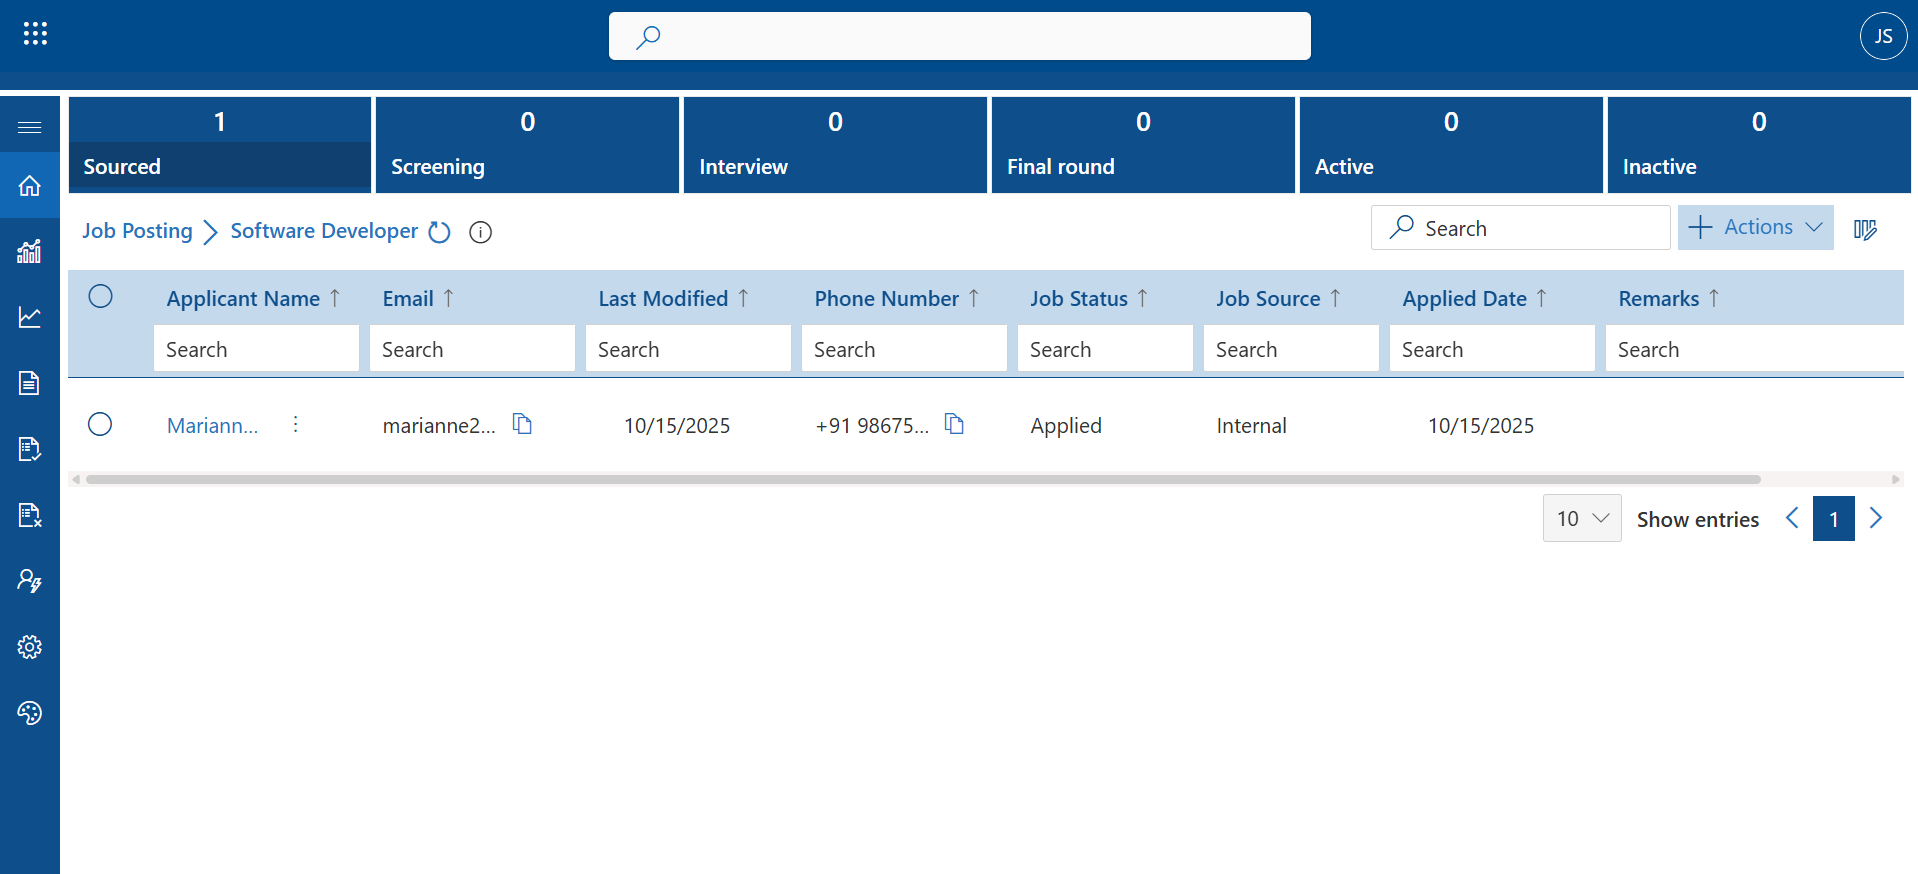 JS
1
Sourced
0
Screening
0
Interview
0
Final round
0
Active
0
Inactive
Job Posting
Software Developer
Search
Actions
Applicant Name ↑ Email ↑ Last Modified ↑ Phone Number ↑ Job Status ↑ Job Source ↑ Applied Date ↑ Remarks ↑
Search Search Search Search Search Search Search Search
Mariann... marianne2... 10/15/2025 +91 98675... Applied Internal 10/15/2025
10 Show entries 1